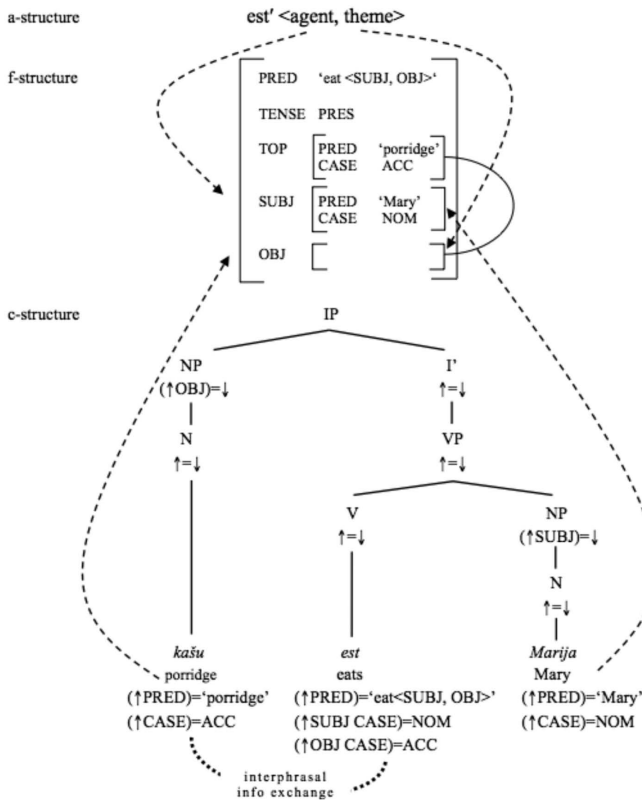 a-structure est′ <agent, theme>
f-structure
PRED ‘eat <SUBJ, OBJ>‘
TENSE PRES
TOP PRED ‘porridge’
CASE ACC
SUBJ PRED ‘Mary’
CASE NOM
OBJ
c-structure IP
NP I’
(↑OBJ)=↓ ↑=↓
N VP
↑=↓ ↑=↓
V NP
↑=↓ (↑SUBJ)=↓
N
↑=↓
kašu est Marija
porridge eats Mary
(↑PRED)=‘porridge’ (↑PRED)=‘eat<SUBJ, OBJ>’ (↑PRED)=‘Mary’
(↑CASE)=ACC (↑SUBJ CASE)=NOM (↑CASE)=NOM
(↑OBJ CASE)=ACC
interphrasal
info exchange